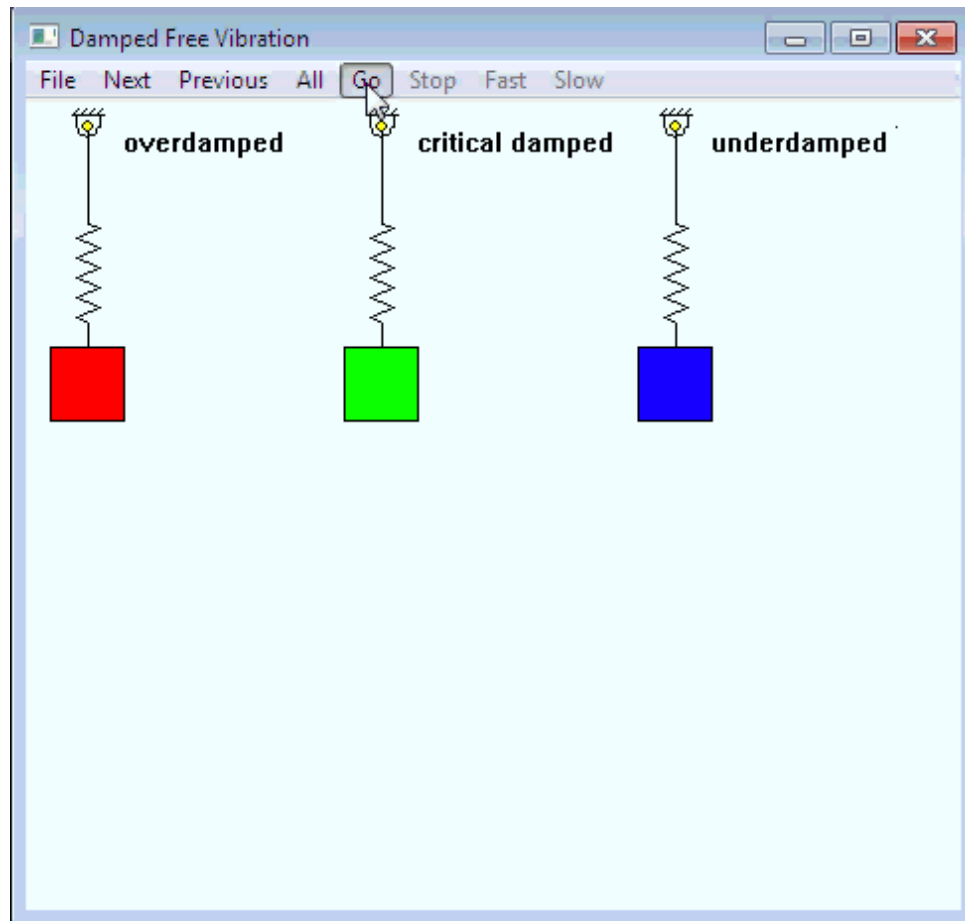 Damped Free Vibration
File Next Previous All Go Stop Fast Slow
overdamped critical damped underdamped